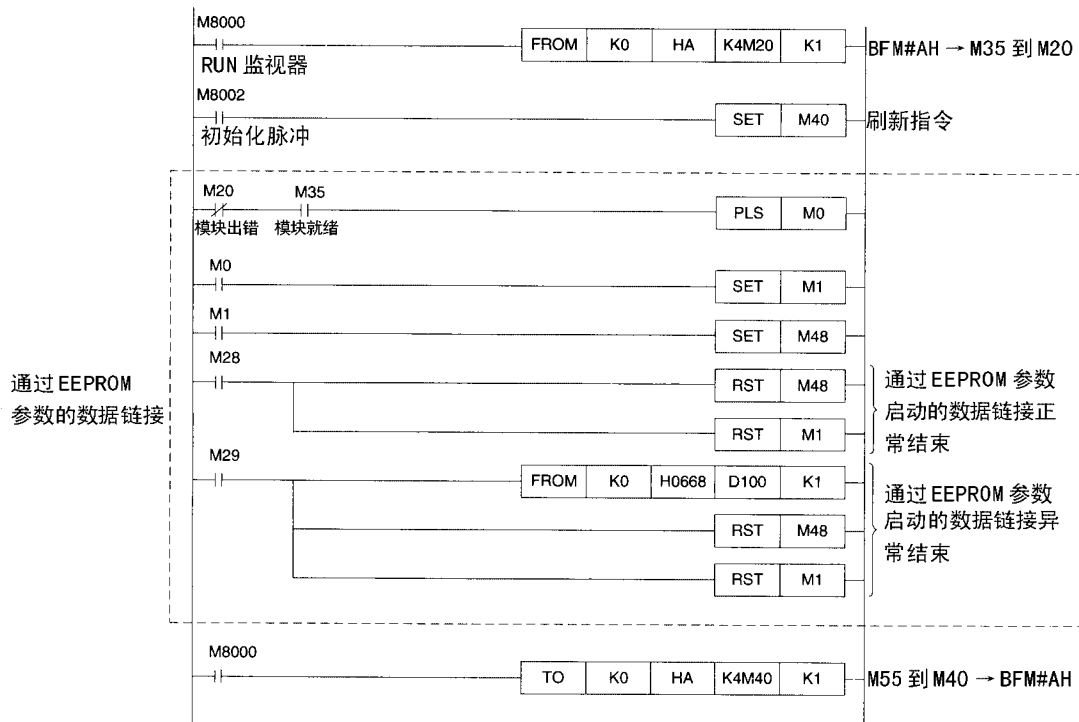 M8000
FROM K0 HA K4M20 K1 BFM#AH → M35 到 M20
RUN 监视器
M8002
SET M40 刷新指令
初始化脉冲
M20 M35
PLS M0
模块出错 模块就绪
M0
SET M1
M1
SET M48
M28
RST M48
RST M1
通过 EEPROM 参数
启动的数据链接正
常结束
通过 EEPROM
参数的数据链接
M29
FROM K0 H0668 D100 K1
RST M48
RST M1
通过 EEPROM 参数
启动的数据链接异
常结束
M8000
TO K0 HA K4M40 K1 M55 到 M40 → BFM#AH